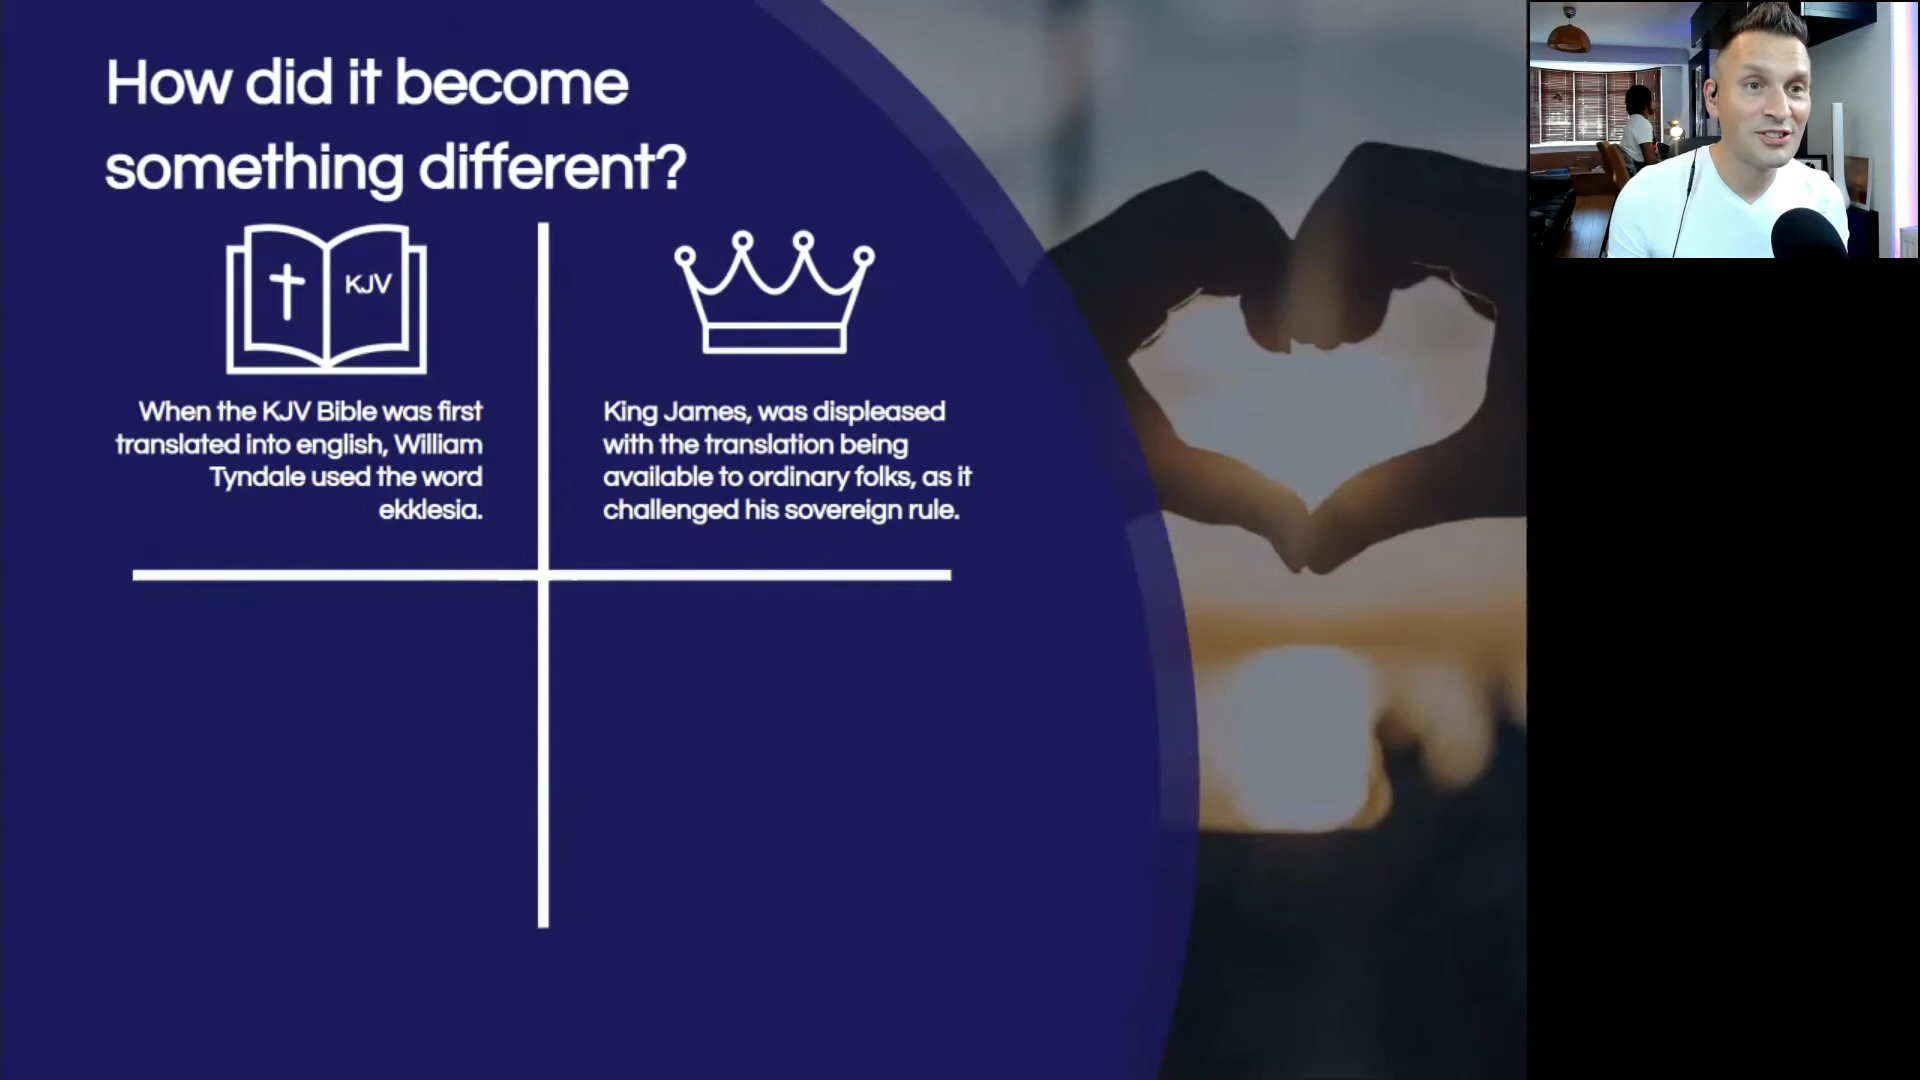 How did it become
something different?
KJV
When the KJV Bible was first
translated into english, William
Tyndale used the word
ekklesia.
King James, was displeased
with the translation being
available to ordinary folks, as it
challenged his sovereign rule.